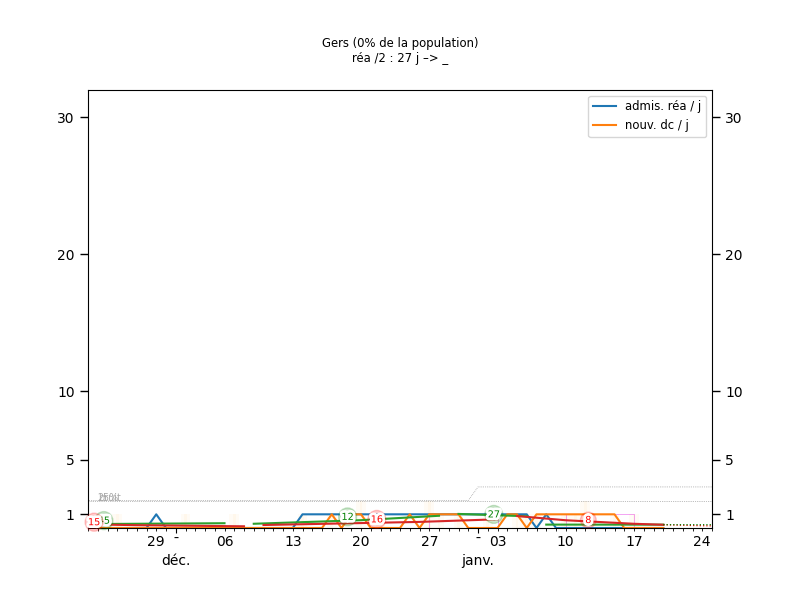 Gers (0% de la population)
réa /2 : 27 j –> _
admis. réa / j
nouv. dc / j
30 30
20 20
10 10
5 5
1 1
15 12 16 27 8
29 - 06 13 20 27 - 03 10 17 24
déc. janv.